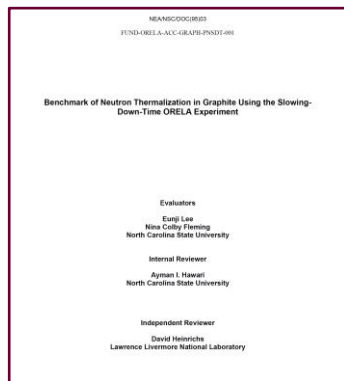 NEA/NSC/DOC(95)03
FUND-ORELA-ACC-GRAPH-PNSDT-001
Benchmark of Neutron Thermalization in Graphite Using the Slowing-
Down-Time ORELA Experiment
Evaluators
Eunji Lee
Nina Colby Fleming
North Carolina State University
Internal Reviewer
Ayman I. Hawari
North Carolina State University
Independent Reviewer
David Heinrichs
Lawrence Livermore National Laboratory